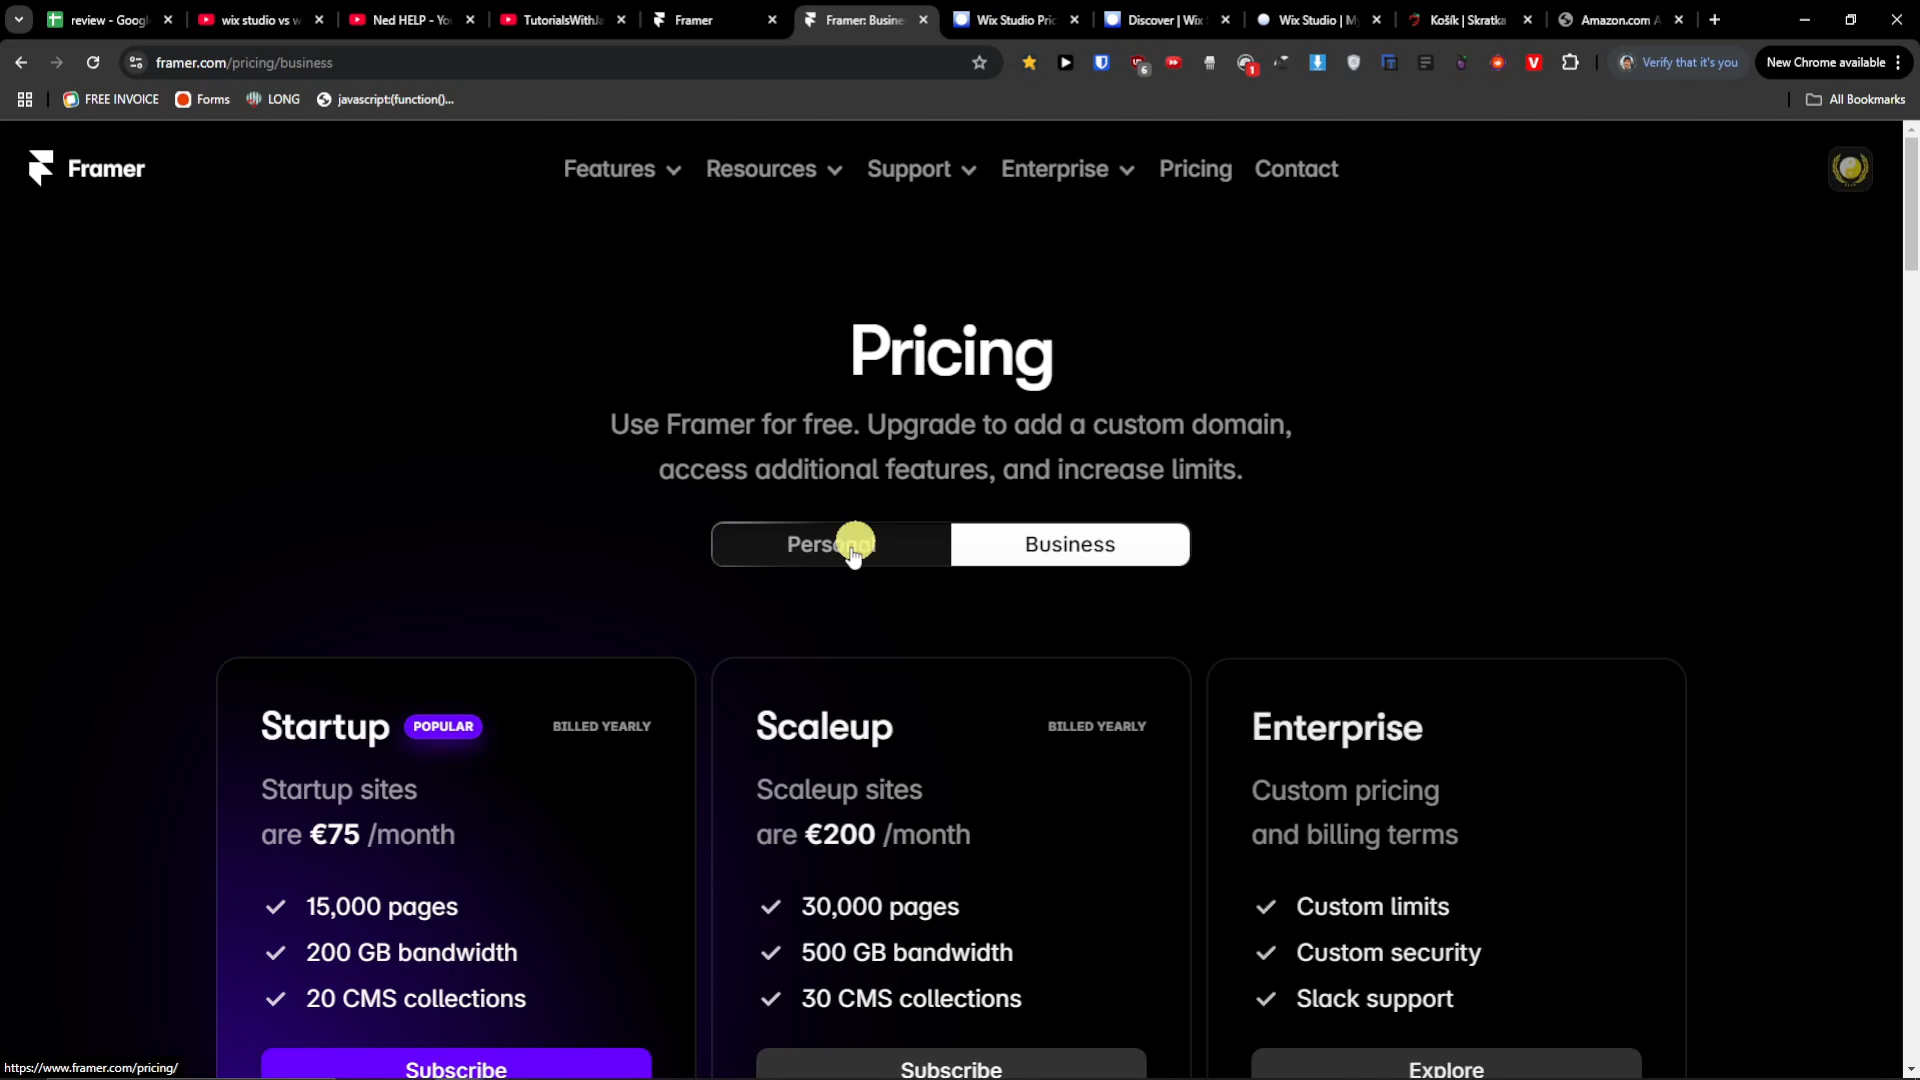 review - Goog
wix studio vs w
Ned HELP - Yo
TutorialsWithJa
Framer
Framer: Busine
Wix Studio Pric
Discover | Wix
Wix Studio | M
Košík | Skratka
Amazon.com A
framer.com/pricing/business
6
1
Verify that it's you
New Chrome available
FREE INVOICE
Forms
LONG
javascript:(function()...
All Bookmarks
Framer
Features
Resources
Support
Enterprise
Pricing
Contact
Pricing
Use Framer for free. Upgrade to add a custom domain,
access additional features, and increase limits.
Personal
Business
Startup
POPULAR
BILLED YEARLY
Startup sites
are €75 /month
15,000 pages
200 GB bandwidth
20 CMS collections
Subscribe
Scaleup
BILLED YEARLY
Scaleup sites
are €200 /month
30,000 pages
500 GB bandwidth
30 CMS collections
Subscribe
Enterprise
Custom pricing
and billing terms
Custom limits
Custom security
Slack support
Explore
https://www.framer.com/pricing/